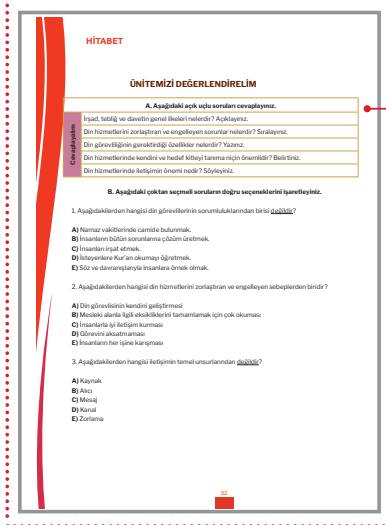 HİTABET
ÜNİTEMİZİ DEĞERLENDİRELİM
A. Aşağıdaki açık uçlu soruları cevaplayınız.
Cevaplayalım
İrşad, tebliğ ve davetin genel ilkeleri nelerdir? Açıklayınız.
Din hizmetlerini zorlaştıran ve engelleyen sorunlar nelerdir? Sıralayınız.
Din görevliliğinin gerektirdiği özellikler nelerdir? Yazınız.
Din hizmetlerinde kendini ve hedef kitleyi tanıma niçin önemlidir? Belirtiniz.
Din hizmetlerinde iletişimin önemi nedir? Söyleyiniz.
B. Aşağıdaki çoktan seçmeli soruların doğru seçeneklerini işaretleyiniz.
1. Aşağıdakilerden hangisi din görevlilerinin sorumluluklarından birisi değildir?
A) Namaz vakitlerinde camide bulunmak.
B) İnsanların bütün sorunlarına çözüm üretmek.
C) İnsanları irşat etmek.
D) İsteyenlere Kur'an okumayı öğretmek.
E) Söz ve davranışlarıyla insanlara örnek olmak.
2. Aşağıdakilerden hangisi din hizmetlerini zorlaştıran ve engelleyen sebeplerden biridir?
A) Din görevlisinin kendini geliştirmesi
B) Mesleki alanla ilgili eksikliklerini tamamlamak için çok okuması
C) İnsanlarla iyi iletişim kurması
D) Görevini aksatmaması
E) İnsanların her işine karışması
3. Aşağıdakilerden hangisi iletişimin temel unsurlarından değildir?
A) Kaynak
B) Alıcı
C) Mesaj
D) Kanal
E) Zorlama
32